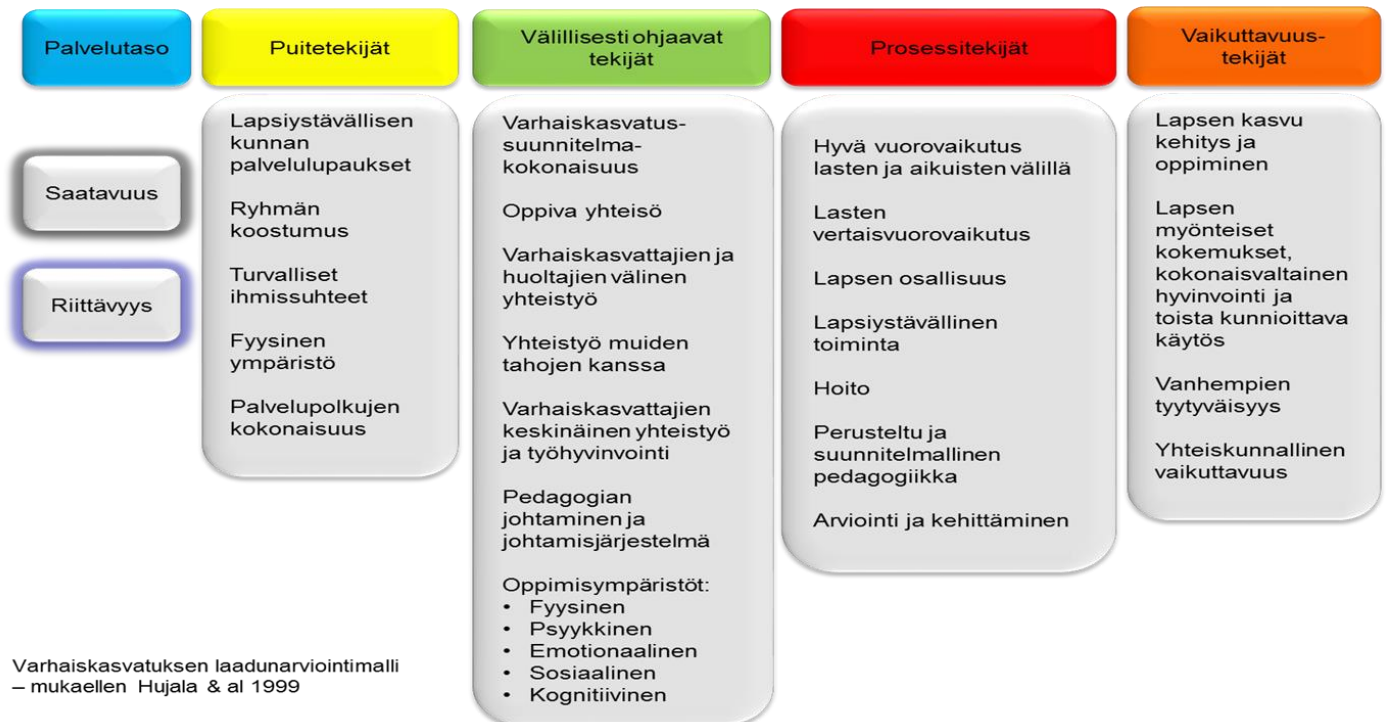 Palvelutaso
Saatavuus
Riittävyys
Puitetekijät
Lapsiystävällisen
kunnan
palvelulupaukset
Ryhmän
koostumus
Turvalliset
ihmissuhteet
Fyysinen
ympäristö
Palvelupolkujen
kokonaisuus
Välillisesti ohjaavat
tekijät
Varhaiskasvatus-
suunnitelma-
kokonaisuus
Oppiva yhteisö
Varhaiskasvattajien ja
huoltajien välinen
yhteistyö
Yhteistyö muiden
tahojen kanssa
Varhaiskasvattajien
keskinäinen yhteistyö
ja työhyvinvointi
Pedagogian
johtaminen ja
johtamisjärjestelmä
Oppimisympäristöt:
• Fyysinen
• Psyykkinen
• Emotionaalinen
• Sosiaalinen
• Kognitiivinen
Prosessitekijät
Hyvä vuorovaikutus
lasten ja aikuisten välillä
Lasten
vertaisvuorovaikutus
Lapsen osallisuus
Lapsiystävällinen
toiminta
Hoito
Perusteltu ja
suunnitelmallinen
pedagogiikka
Arviointi ja kehittäminen
Vaikuttavuus-
tekijät
Lapsen kasvu
kehitys ja
oppiminen
Lapsen
myönteiset
kokemukset,
kokonaisvaltainen
hyvinvointi ja
toista kunnioittava
käytös
Vanhempien
tyytyväisyys
Yhteiskunnallinen
vaikuttavuus
Varhaiskasvatuksen laadunarviointimalli
– mukaellen Hujala & al 1999